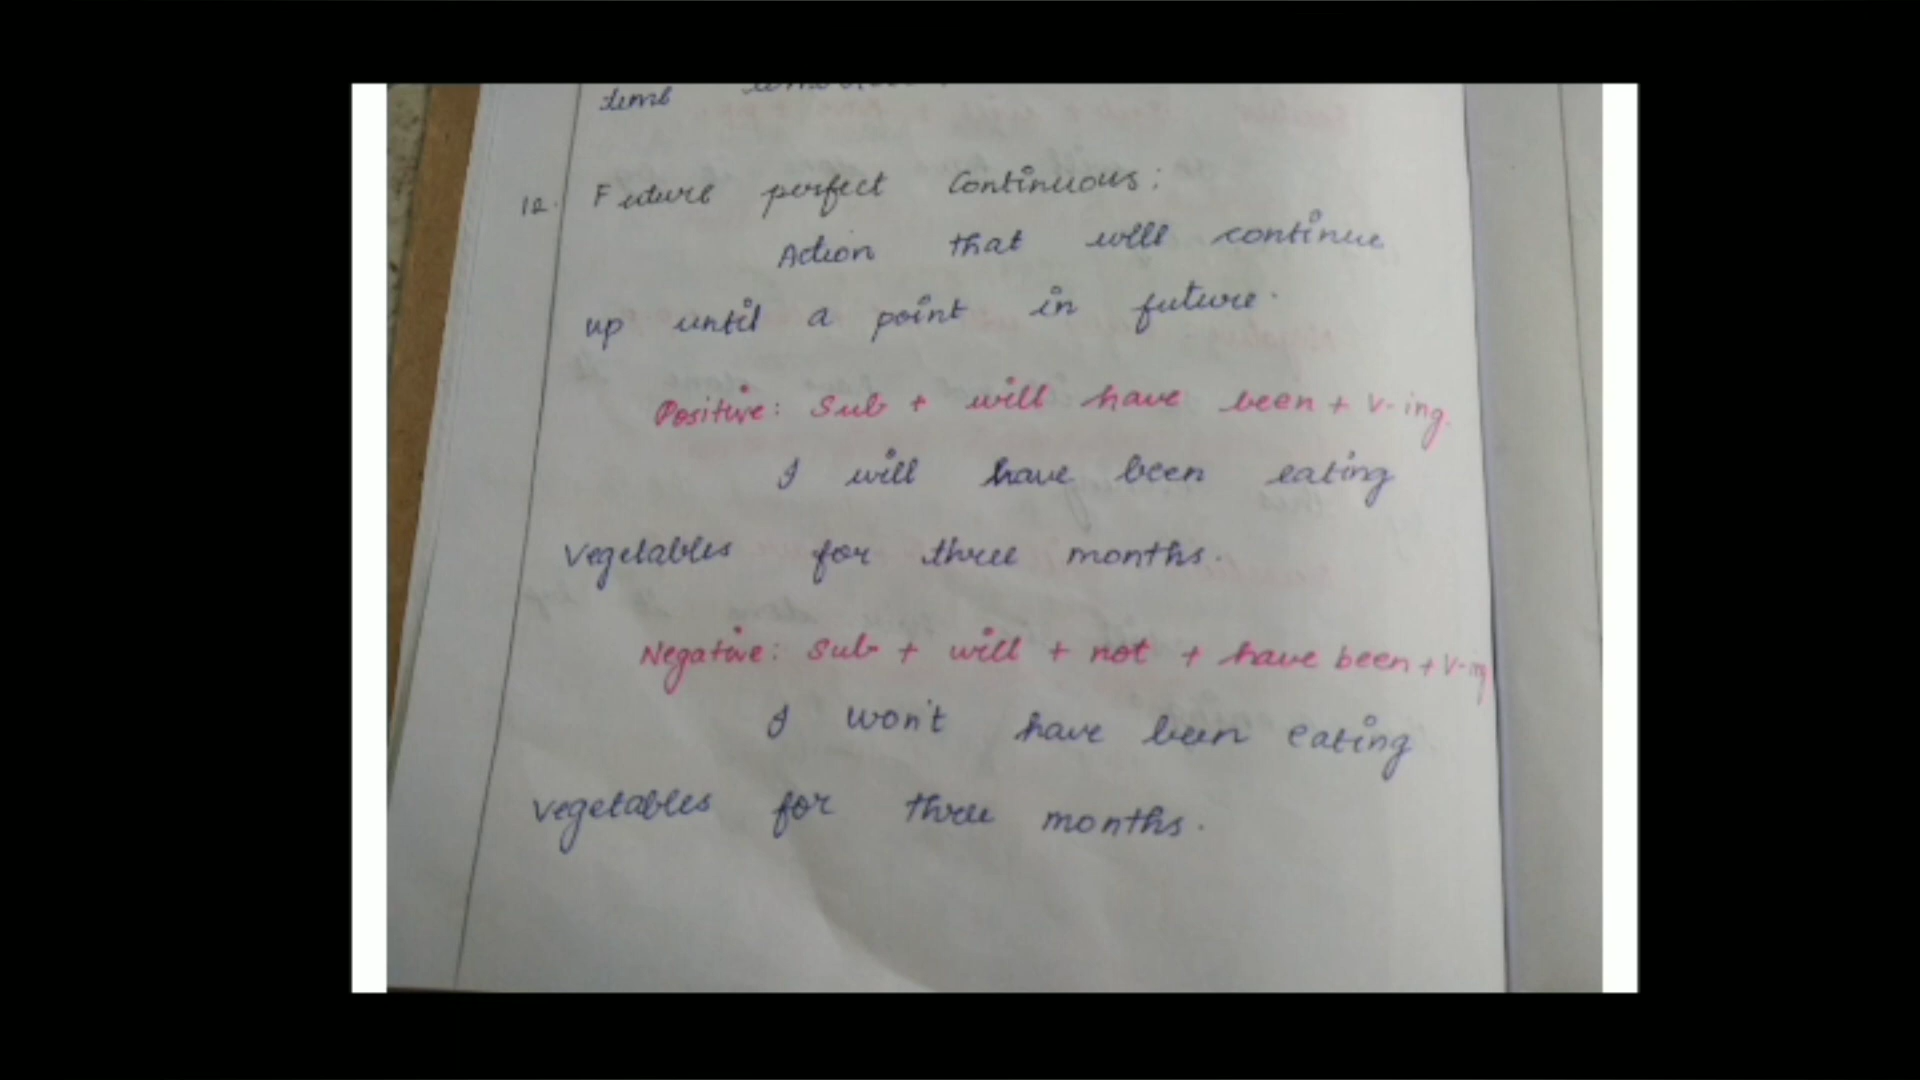 time
12. Future perfect Continuous:
Action that will continue
up until a point in future.
Positive: Sub + will have been + V-ing.
I will have been eating
vegetables for three months.
Negative: Sub + will + not + have been + V-ing
I won't have been eating
vegetables for three months.